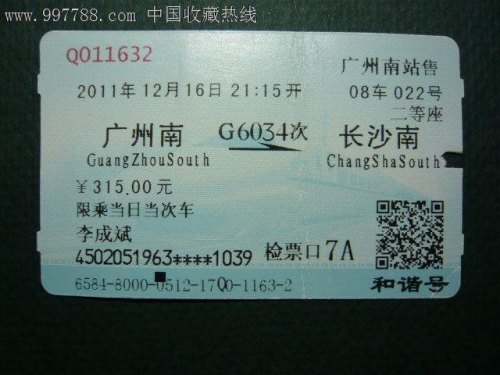 www.997788.com 中国收藏热线
Q011632
广州南站售
2011年12月16日21:15开
08车022号
二等座
广州南
G6034次
长沙南
GuangZhouSouth
ChangShaSouth
￥315.00元
限乘当日当次车
李成斌
4502051963****1039
检票口7A
6584-8000-0512-17Q0-1163-2
和谐号